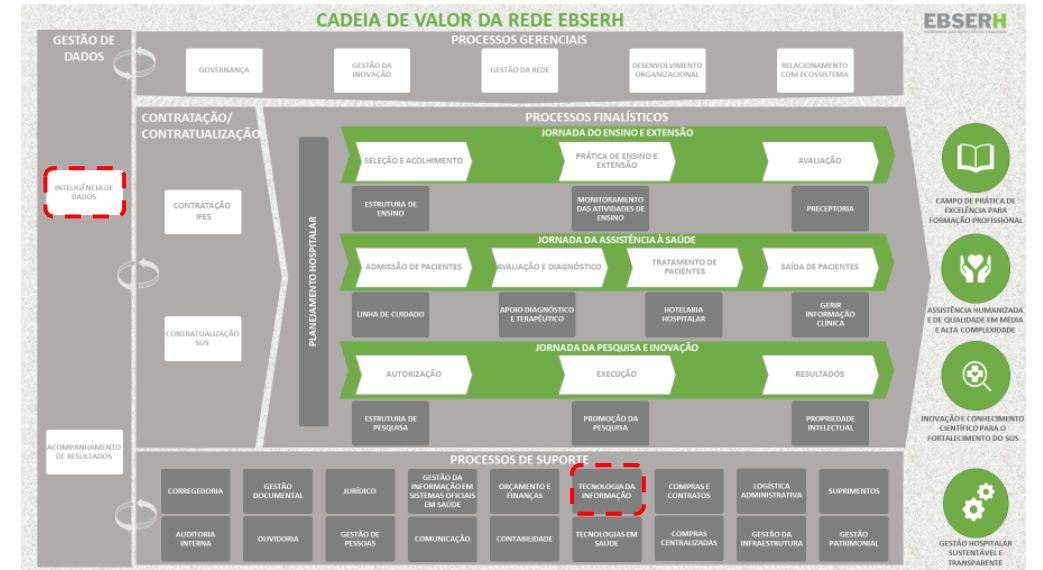 CADEIA DE VALOR DA REDE EBSERH
EBSERH
GESTÃO DE
DADOS
INTELIGÊNCIA DE
DADOS
ACOMPANHAMENTO
DE RESULTADOS
PROCESSOS GERENCIAIS
GOVERNANÇA
GESTÃO DA
INOVAÇÃO
GESTÃO DA REDE
DESENVOLVIMENTO
ORGANIZACIONAL
RELACIONAMENTO
COM ECOSSISTEMA
CONTRATAÇÃO/
CONTRATUALIZAÇÃO
CONTRATAÇÃO
IFES
CONTRATUALIZAÇÃO
SUS
PROCESSOS FINALÍSTICOS
PLANEJAMENTO HOSPITALAR
JORNADA DO ENSINO E EXTENSÃO
SELEÇÃO E ACOLHIMENTO
PRÁTICA DE ENSINO E
EXTENSÃO
AVALIAÇÃO
ESTRUTURA DE
ENSINO
MONITORAMENTO
DAS ATIVIDADES DE
ENSINO
PRECEPTORIA
JORNADA DA ASSISTÊNCIA À SAÚDE
ADMISSÃO DE PACIENTES
AVALIAÇÃO E DIAGNÓSTICO
TRATAMENTO DE
PACIENTES
SAÍDA DE PACIENTES
LINHA DE CUIDADO
APOIO DIAGNÓSTICO
E TERAPÊUTICO
HOTELARIA
HOSPITALAR
GERIR
INFORMAÇÃO
CLÍNICA
JORNADA DA PESQUISA E INOVAÇÃO
AUTORIZAÇÃO
EXECUÇÃO
RESULTADOS
ESTRUTURA DE
PESQUISA
PROMOÇÃO DA
PESQUISA
PROPRIEDADE
INTELECTUAL
PROCESSOS DE SUPORTE
CORREGEDORIA
GESTÃO
DOCUMENTAL
JURÍDICO
GESTÃO DA
INFORMAÇÃO EM
SISTEMAS OFICIAIS
EM SAÚDE
ORÇAMENTO E
FINANÇAS
TECNOLOGIA DA
INFORMAÇÃO
COMPRAS E
CONTRATOS
LOGÍSTICA
ADMINISTRATIVA
SUPRIMENTOS
AUDITORIA
INTERNA
OUVIDORIA
GESTÃO DE
PESSOAS
COMUNICAÇÃO
CONTABILIDADE
TECNOLOGIAS EM
SAÚDE
COMPRAS
CENTRALIZADAS
GESTÃO DA
INFRAESTRUTURA
GESTÃO
PATRIMONIAL
CAMPO DE PRÁTICA DE
EXCELÊNCIA PARA
FORMAÇÃO PROFISSIONAL
ASSISTÊNCIA HUMANIZADA
E DE QUALIDADE EM MÉDIA
E ALTA COMPLEXIDADE
INOVAÇÃO E CONHECIMENTO
CIENTÍFICO PARA O
FORTALECIMENTO DO SUS
GESTÃO HOSPITALAR
SUSTENTÁVEL E
TRANSPARENTE